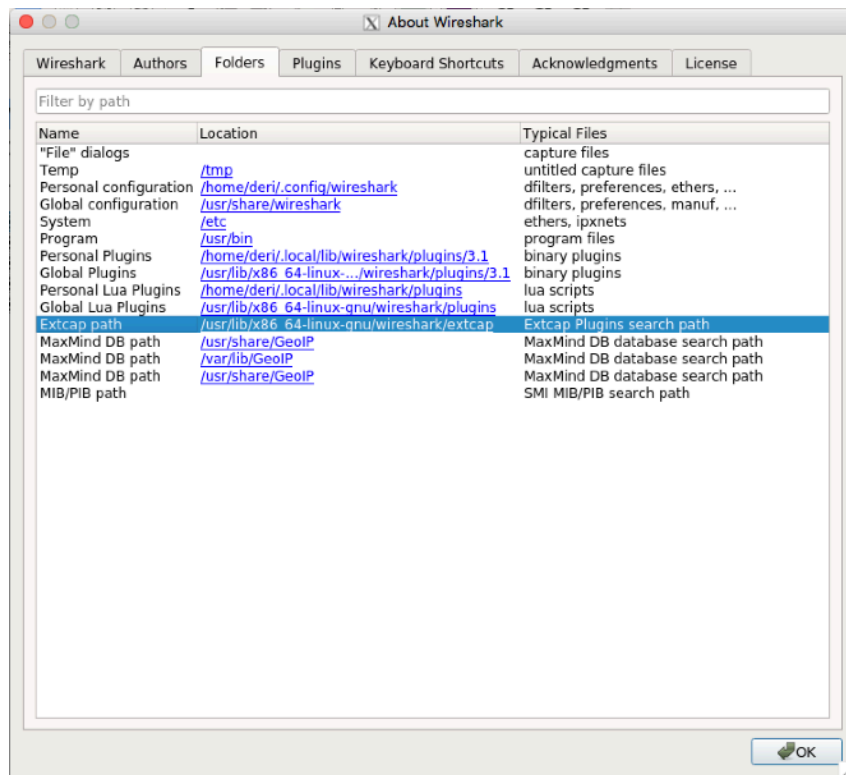 About Wireshark
Wireshark Authors Folders Plugins Keyboard Shortcuts Acknowledgments License
Filter by path
Name Location Typical Files
"File" dialogs capture files
Temp /tmp untitled capture files
Personal configuration /home/deri/.config/wireshark dfilters, preferences, ethers, ...
Global configuration /usr/share/wireshark dfilters, preferences, manuf, ...
System /etc ethers, ipxnets
Program /usr/bin program files
Personal Plugins /home/deri/.local/lib/wireshark/plugins/3.1 binary plugins
Global Plugins /usr/lib/x86_64-linux-.../wireshark/plugins/3.1 binary plugins
Personal Lua Plugins /home/deri/.local/lib/wireshark/plugins lua scripts
Global Lua Plugins /usr/lib/x86_64-linux-gnu/wireshark/plugins lua scripts
Extcap path /usr/lib/x86_64-linux-gnu/wireshark/extcap Extcap Plugins search path
MaxMind DB path /usr/share/GeoIP MaxMind DB database search path
MaxMind DB path /var/lib/GeoIP MaxMind DB database search path
MaxMind DB path /usr/share/GeoIP MaxMind DB database search path
MIB/PIB path SMI MIB/PIB search path
OK